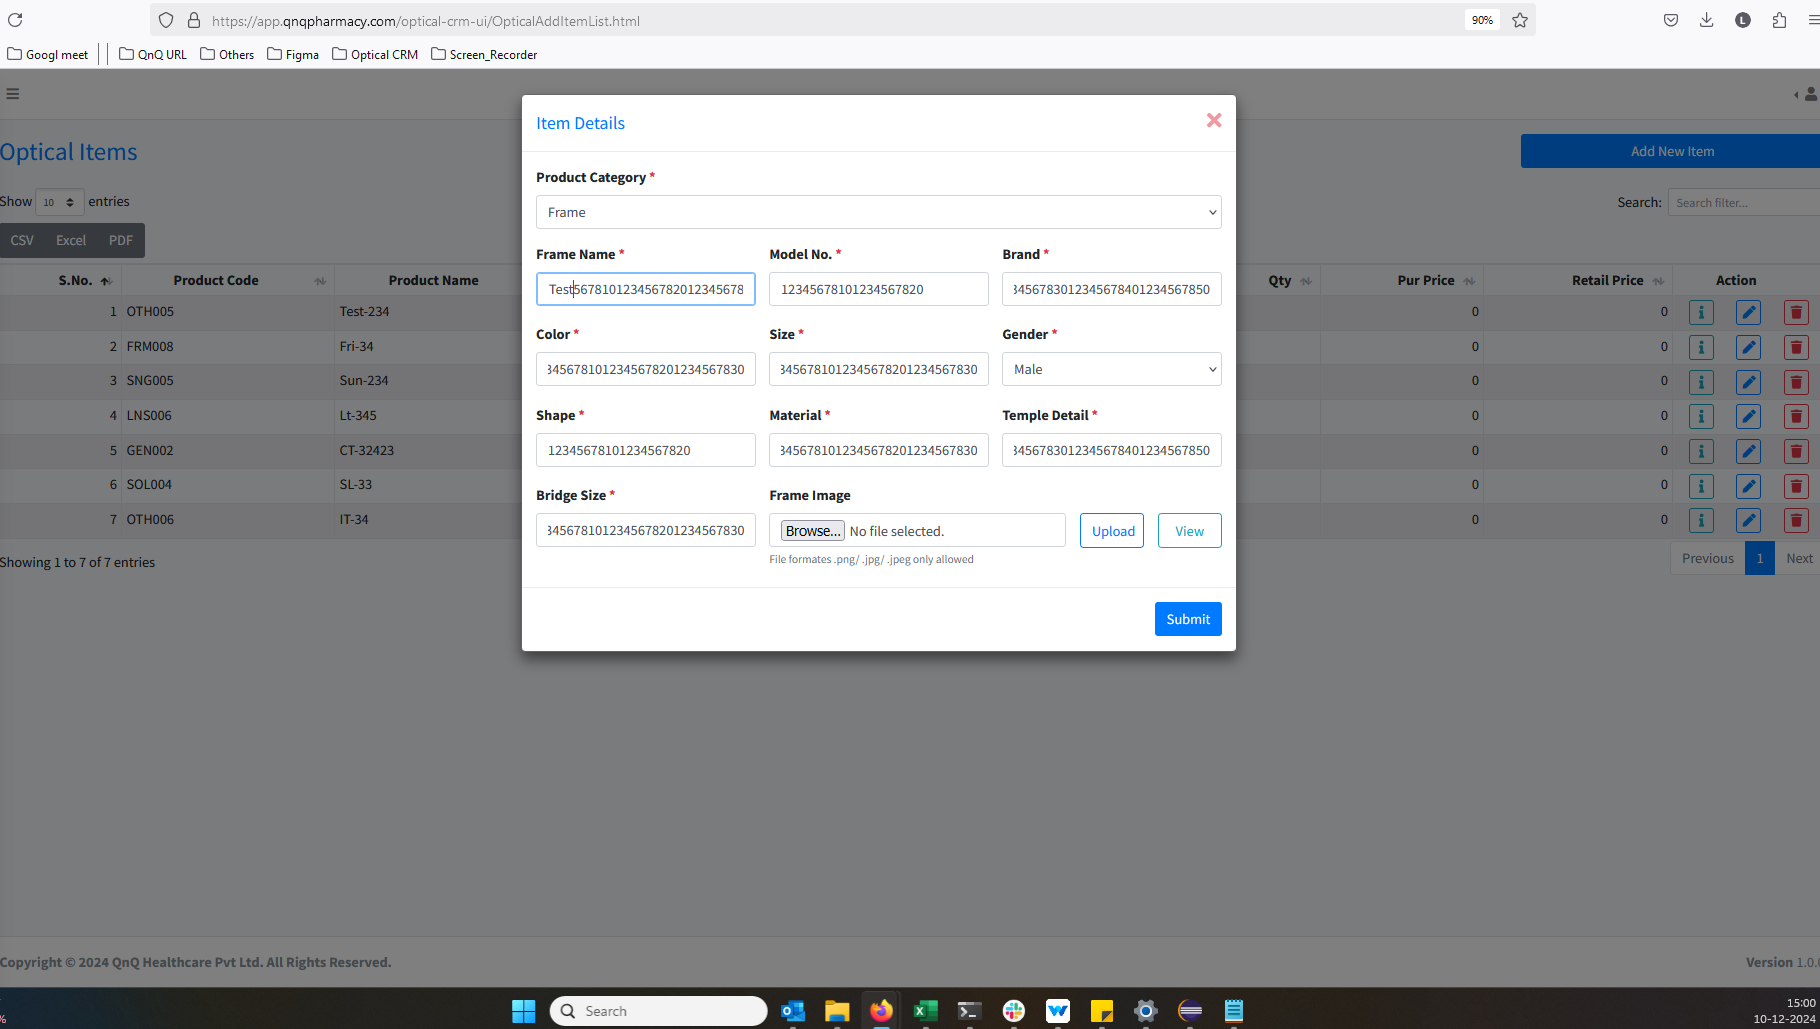 https://app.qnqpharmacy.com/optical-crm-ui/OpticalAddItemList.html
90%
L
Googl meet
QnQ URL
Others
Figma
Optical CRM
Screen_Recorder
Item Details
Optical Items
Add New Item
Product Category *
Show 10 entries
Search: Search filter...
Frame
CSV Excel PDF
Frame Name * Model No. * Brand *
S.No. Product Code Product Name Qty Pur Price Retail Price Action
Test567810123456782012345678 12345678101234567820 3456783012345678401234567850
1 OTH005 Test-234 0 0
Color * Size * Gender *
2 FRM008 Fri-34 0 0
3456781012345678201234567830 3456781012345678201234567830 Male
3 SNG005 Sun-234 0 0
Shape * Material * Temple Detail *
4 LNS006 Lt-345 0 0
12345678101234567820 3456781012345678201234567830 3456783012345678401234567850
5 GEN002 CT-32423 0 0
6 SOL004 SL-33 0 0
Bridge Size * Frame Image
7 OTH006 IT-34 0 0
3456781012345678201234567830 Browse... No file selected. Upload View
File formates .png/ .jpg/ .jpeg only allowed
Showing 1 to 7 of 7 entries
Previous 1 Next
Submit
Copyright © 2024 QnQ Healthcare Pvt Ltd. All Rights Reserved.
Version 1.0.
Search
15:00
10-12-2024
%